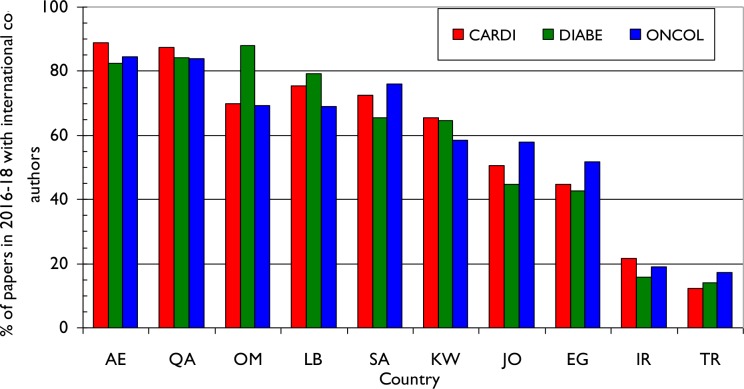 % of papers in 2016-18 with international co
authors
100
80
60
40
20
0
CARDI DIABE ONCOL
AE QA OM LB SA KW JO EG IR TR
Country